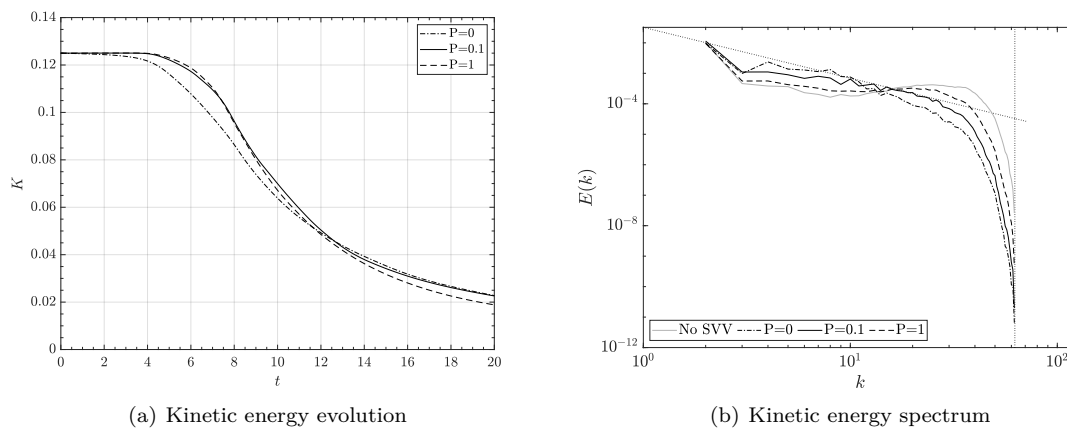 0.14
0.12
0.1
0.08
0.06
0.04
0.02
0
K
0 2 4 6 8 10 12 14 16 18 20
t
P=0
P=0.1
P=1
(a) Kinetic energy evolution
10^-4
10^-8
10^-12
E(k)
No SVV P=0 P=0.1 P=1
10^0 10^1 10^2
k
(b) Kinetic energy spectrum